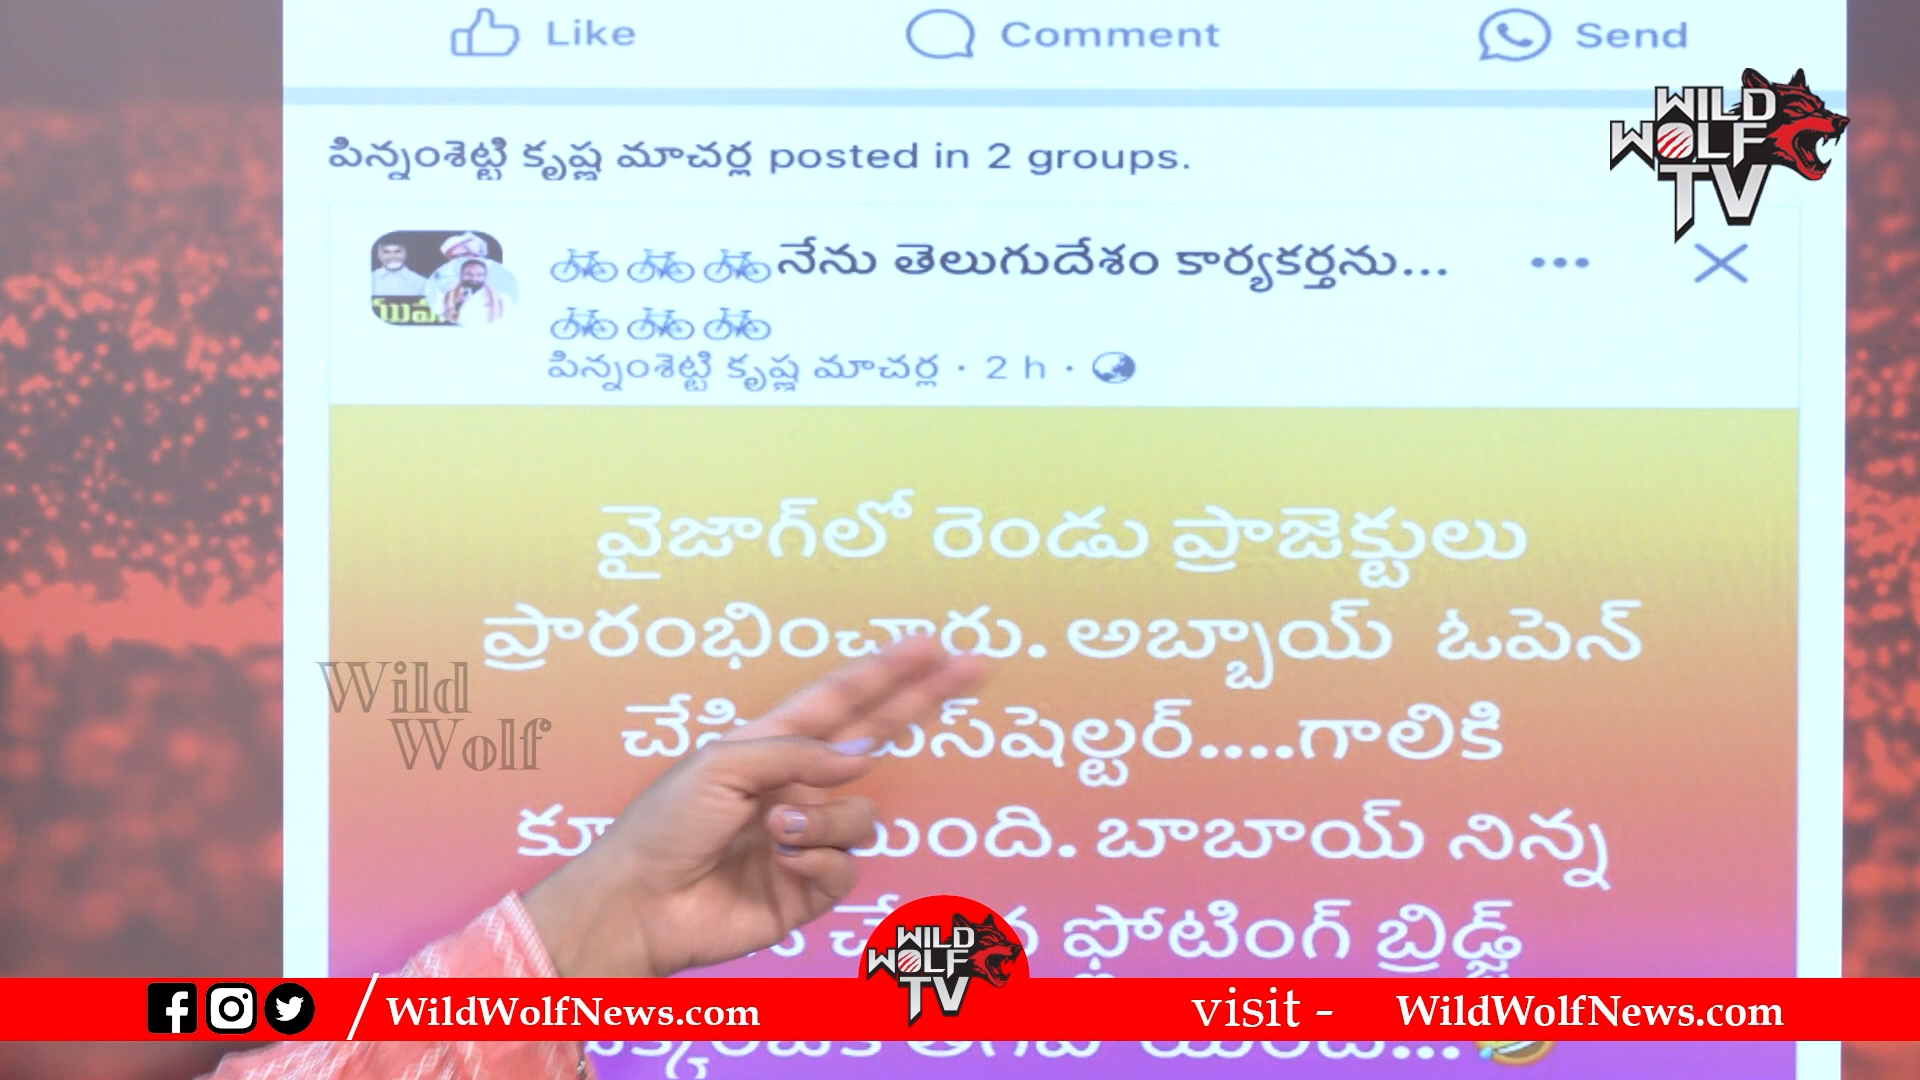 Like Comment Send
WILD
WOLF
TV
పిన్నంశెట్టి కృష్ణ మాచర్ల posted in 2 groups.
నేను తెలుగుదేశం కార్యకర్తను...
పిన్నంశెట్టి కృష్ణ మాచర్ల · 2 h ·
వైజాగ్‌లో రెండు ప్రాజెక్టులు
ప్రారంభించారు. అబ్బాయ్ ఓపెన్
....గాలికి
బాబాయ్ నిన్న
ఫ్లోటింగ్ బ్రిడ్జ్
Wild
Wolf
WILD
WOLF
TV
WildWolfNews.com visit - WildWolfNews.com